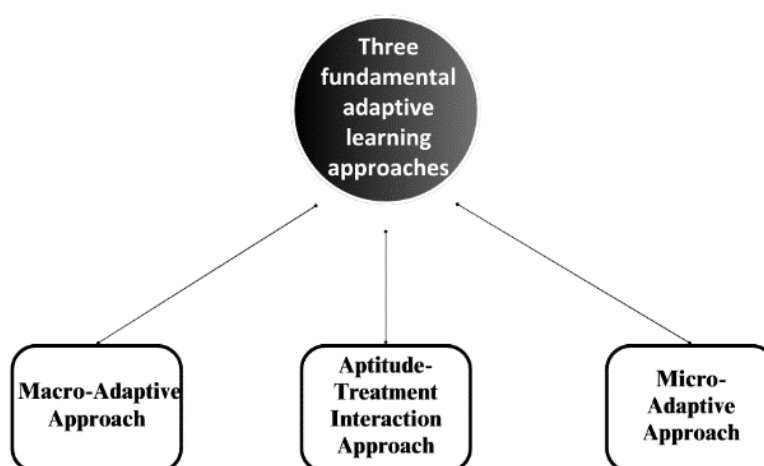 Three
fundamental
adaptive
learning
approaches
Macro-Adaptive
Approach
Aptitude-
Treatment
Interaction
Approach
Micro-
Adaptive
Approach